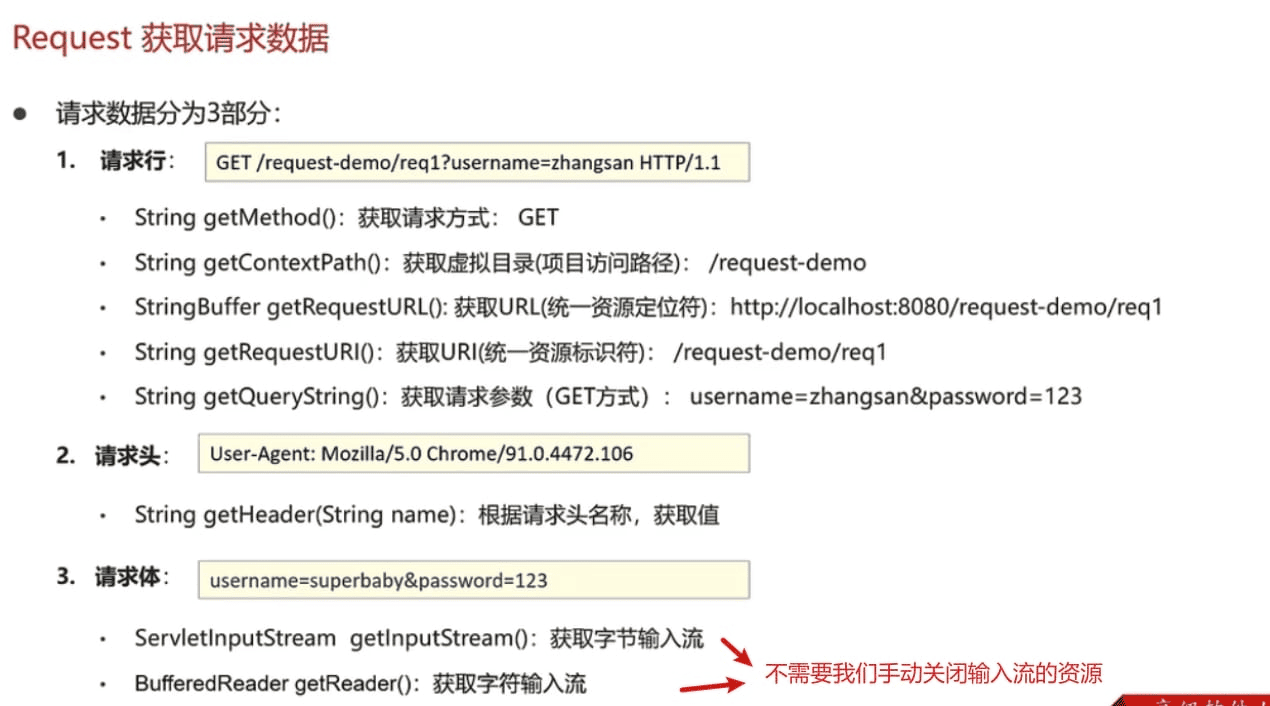 Request 获取请求数据
● 请求数据分为3部分：
1. 请求行： GET /request-demo/req1?username=zhangsan HTTP/1.1
· String getMethod()：获取请求方式： GET
· String getContextPath()：获取虚拟目录(项目访问路径)： /request-demo
· StringBuffer getRequestURL(): 获取URL(统一资源定位符)：http://localhost:8080/request-demo/req1
· String getRequestURI()：获取URI(统一资源标识符)： /request-demo/req1
· String getQueryString()：获取请求参数（GET方式）： username=zhangsan&password=123
2. 请求头： User-Agent: Mozilla/5.0 Chrome/91.0.4472.106
· String getHeader(String name)：根据请求头名称，获取值
3. 请求体： username=superbaby&password=123
· ServletInputStream getInputStream()：获取字节输入流
不需要我们手动关闭输入流的资源
· BufferedReader getReader()：获取字符输入流